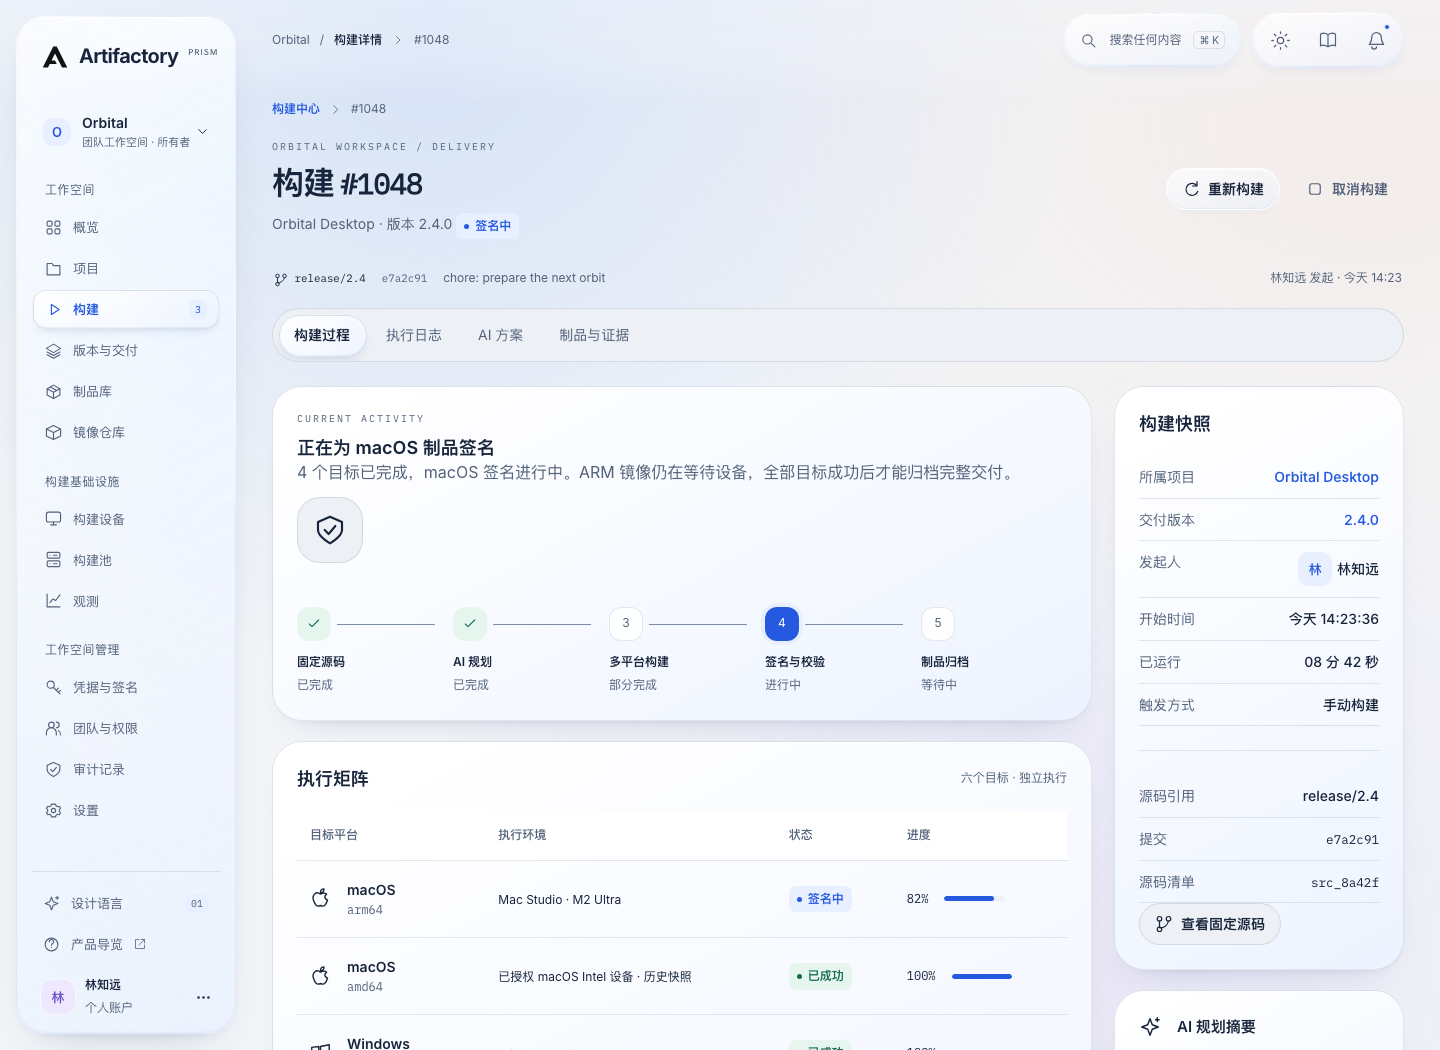 Artifactory PRISM
O
Orbital
团队工作空间 · 所有者
工作空间
概览
项目
构建 3
版本与交付
制品库
镜像仓库
构建基础设施
构建设备
构建池
观测
工作空间管理
凭据与签名
团队与权限
审计记录
设置
设计语言 01
产品导览
林
林知远
个人账户
Orbital / 构建详情 > #1048
搜索任何内容 ⌘ K
构建中心 > #1048
ORBITAL WORKSPACE / DELIVERY
构建 #1048
重新构建
取消构建
Orbital Desktop · 版本 2.4.0 签名中
release/2.4 e7a2c91 chore: prepare the next orbit
林知远 发起 · 今天 14:23
构建过程 执行日志 AI 方案 制品与证据
CURRENT ACTIVITY
正在为 macOS 制品签名
4 个目标已完成，macOS 签名进行中。ARM 镜像仍在等待设备，全部目标成功后才能归档完整交付。
3 4 5
固定源码 AI 规划 多平台构建 签名与校验 制品归档
已完成 已完成 部分完成 进行中 等待中
执行矩阵 六个目标 · 独立执行
目标平台 执行环境 状态 进度
macOS
arm64
Mac Studio · M2 Ultra 签名中 82%
macOS
amd64
已授权 macOS Intel 设备 · 历史快照 已成功 100%
Windows
构建快照
所属项目 Orbital Desktop
交付版本 2.4.0
发起人 林 林知远
开始时间 今天 14:23:36
已运行 08 分 42 秒
触发方式 手动构建
源码引用 release/2.4
提交 e7a2c91
源码清单 src_8a42f
查看固定源码
AI 规划摘要